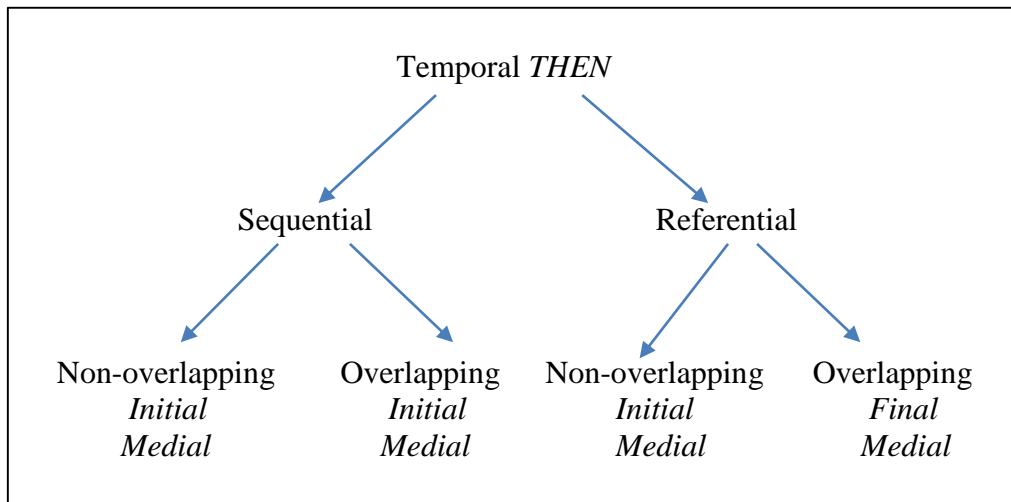 Temporal THEN
Sequential Referential
Non-overlapping Overlapping Non-overlapping Overlapping
Initial Initial Initial Final
Medial Medial Medial Medial